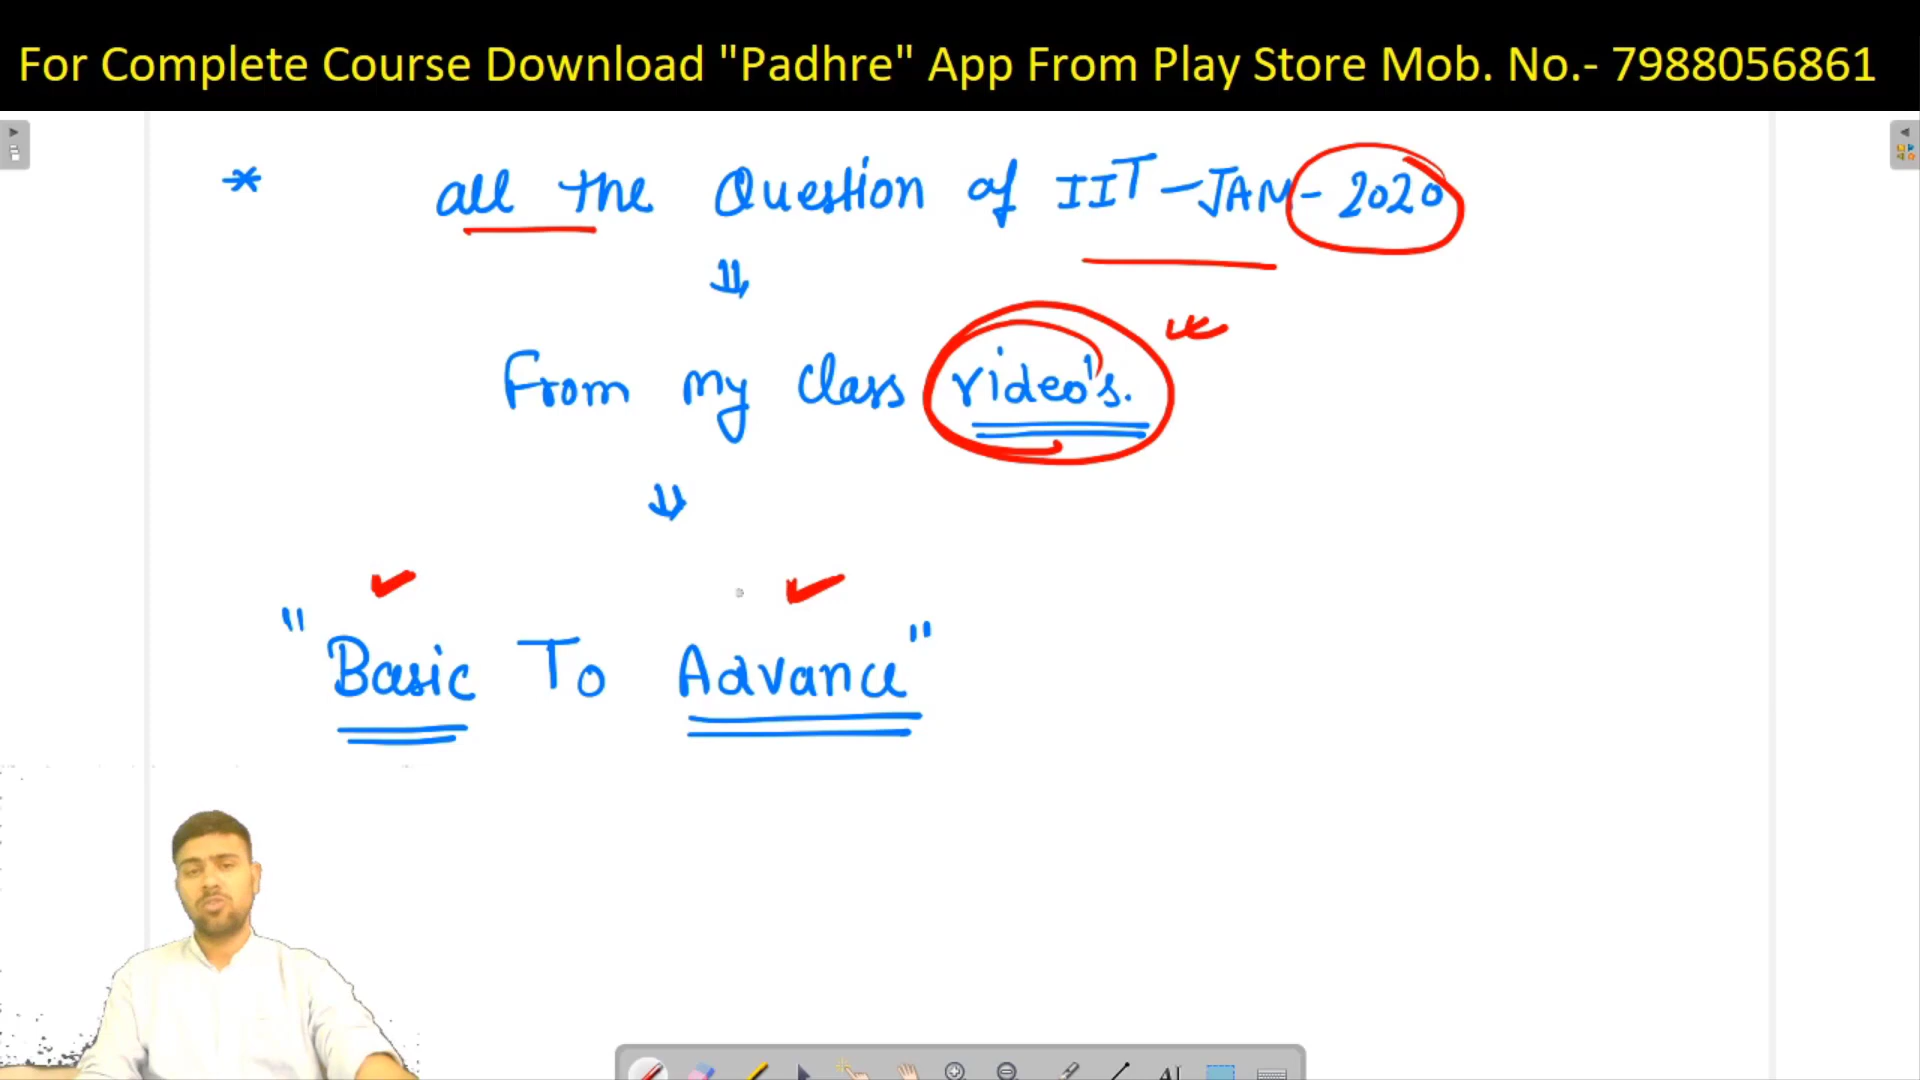 For Complete Course Download "Padhre" App From Play Store Mob. No.- 7988056861
* all the Question of IIT-JAM-2020
From my class video's.
"Basic To Advance"